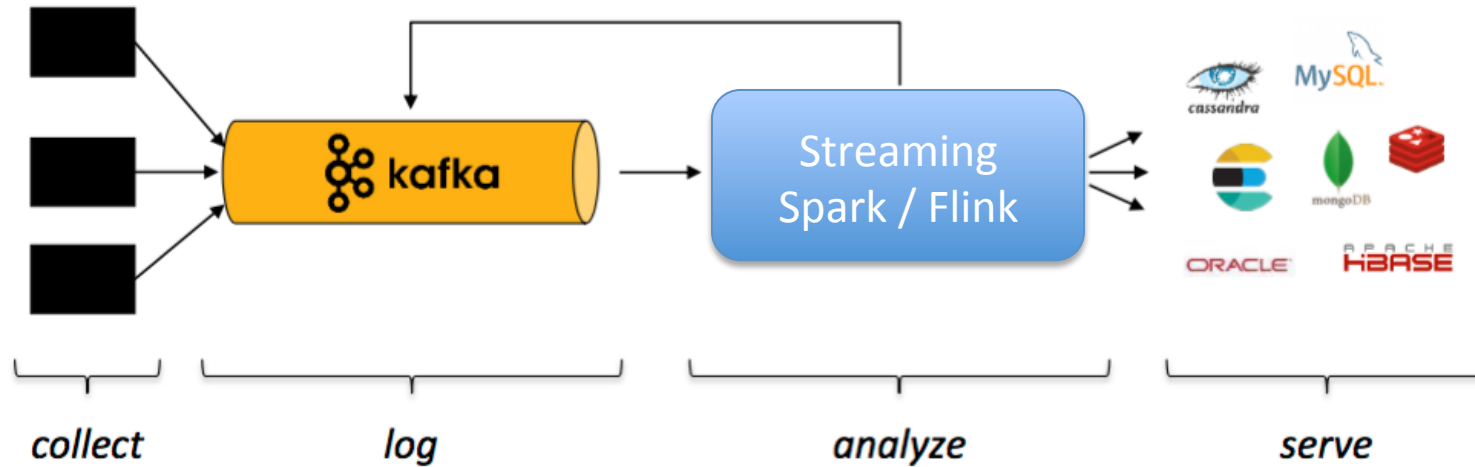 kafka
Streaming
Spark / Flink
cassandra
MySQL
mongoDB
ORACLE
APACHE
HBASE
collect
log
analyze
serve